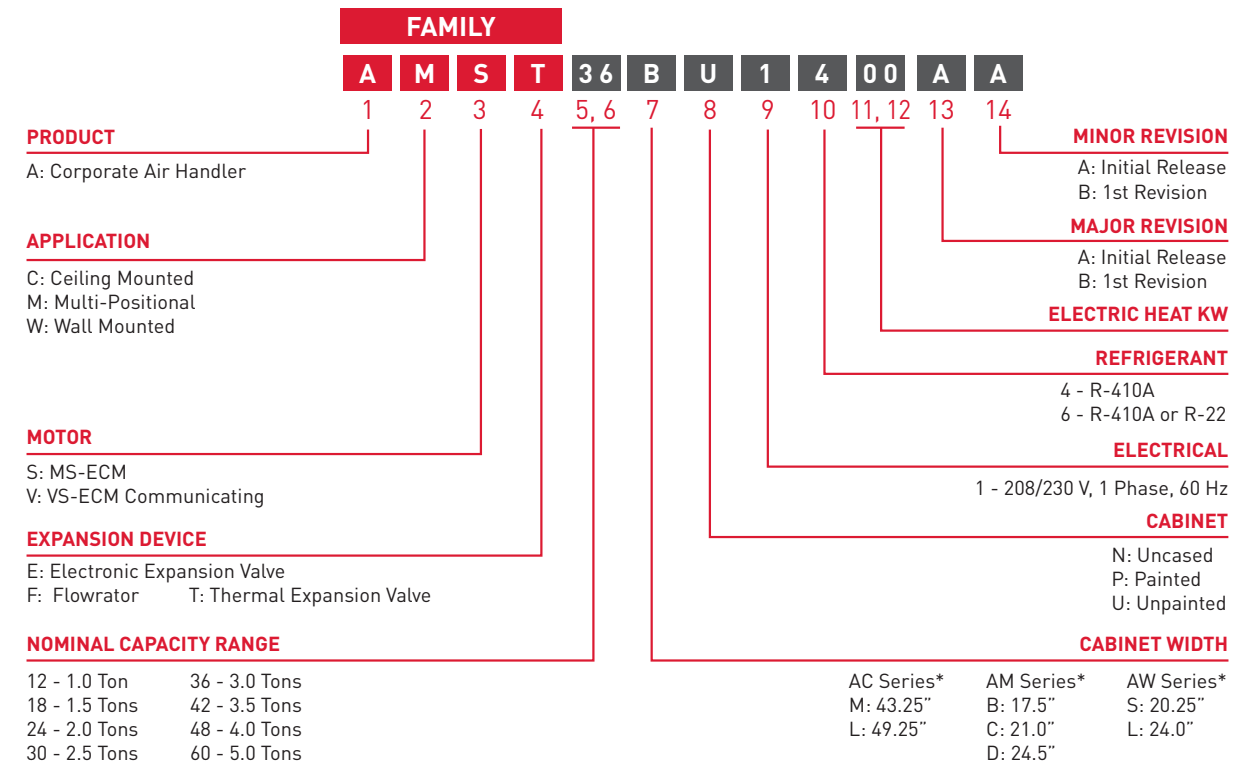 FAMILY
A M S T 36 B U 1 4 00 A A
1 2 3 4 5, 6 7 8 9 10 11, 12 13 14
PRODUCT
A: Corporate Air Handler
APPLICATION
C: Ceiling Mounted
M: Multi-Positional
W: Wall Mounted
MOTOR
S: MS-ECM
V: VS-ECM Communicating
EXPANSION DEVICE
E: Electronic Expansion Valve
F: Flowrator T: Thermal Expansion Valve
NOMINAL CAPACITY RANGE
12 - 1.0 Ton 36 - 3.0 Tons
18 - 1.5 Tons 42 - 3.5 Tons
24 - 2.0 Tons 48 - 4.0 Tons
30 - 2.5 Tons 60 - 5.0 Tons
MINOR REVISION
A: Initial Release
B: 1st Revision
MAJOR REVISION
A: Initial Release
B: 1st Revision
ELECTRIC HEAT KW
REFRIGERANT
4 - R-410A
6 - R-410A or R-22
ELECTRICAL
1 - 208/230 V, 1 Phase, 60 Hz
CABINET
N: Uncased
P: Painted
U: Unpainted
CABINET WIDTH
AC Series* AM Series* AW Series*
M: 43.25” B: 17.5” S: 20.25”
L: 49.25” C: 21.0” L: 24.0”
D: 24.5”